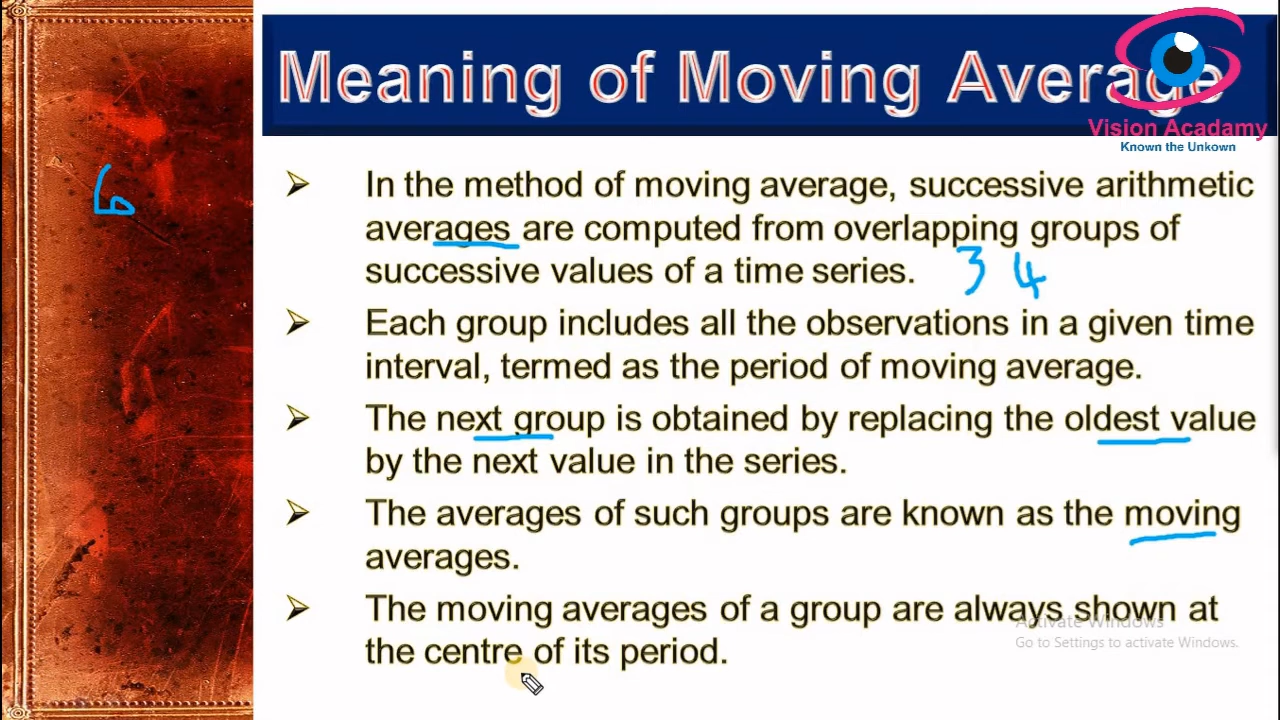 Meaning of Moving Average
Vision Acadamy
Known the Unkown
6
➢ In the method of moving average, successive arithmetic
averages are computed from overlapping groups of
successive values of a time series. 3 4
➢ Each group includes all the observations in a given time
interval, termed as the period of moving average.
➢ The next group is obtained by replacing the oldest value
by the next value in the series.
➢ The averages of such groups are known as the moving
averages.
➢ The moving averages of a group are always shown at
the centre of its period.
Activate Windows
Go to Settings to activate Windows.